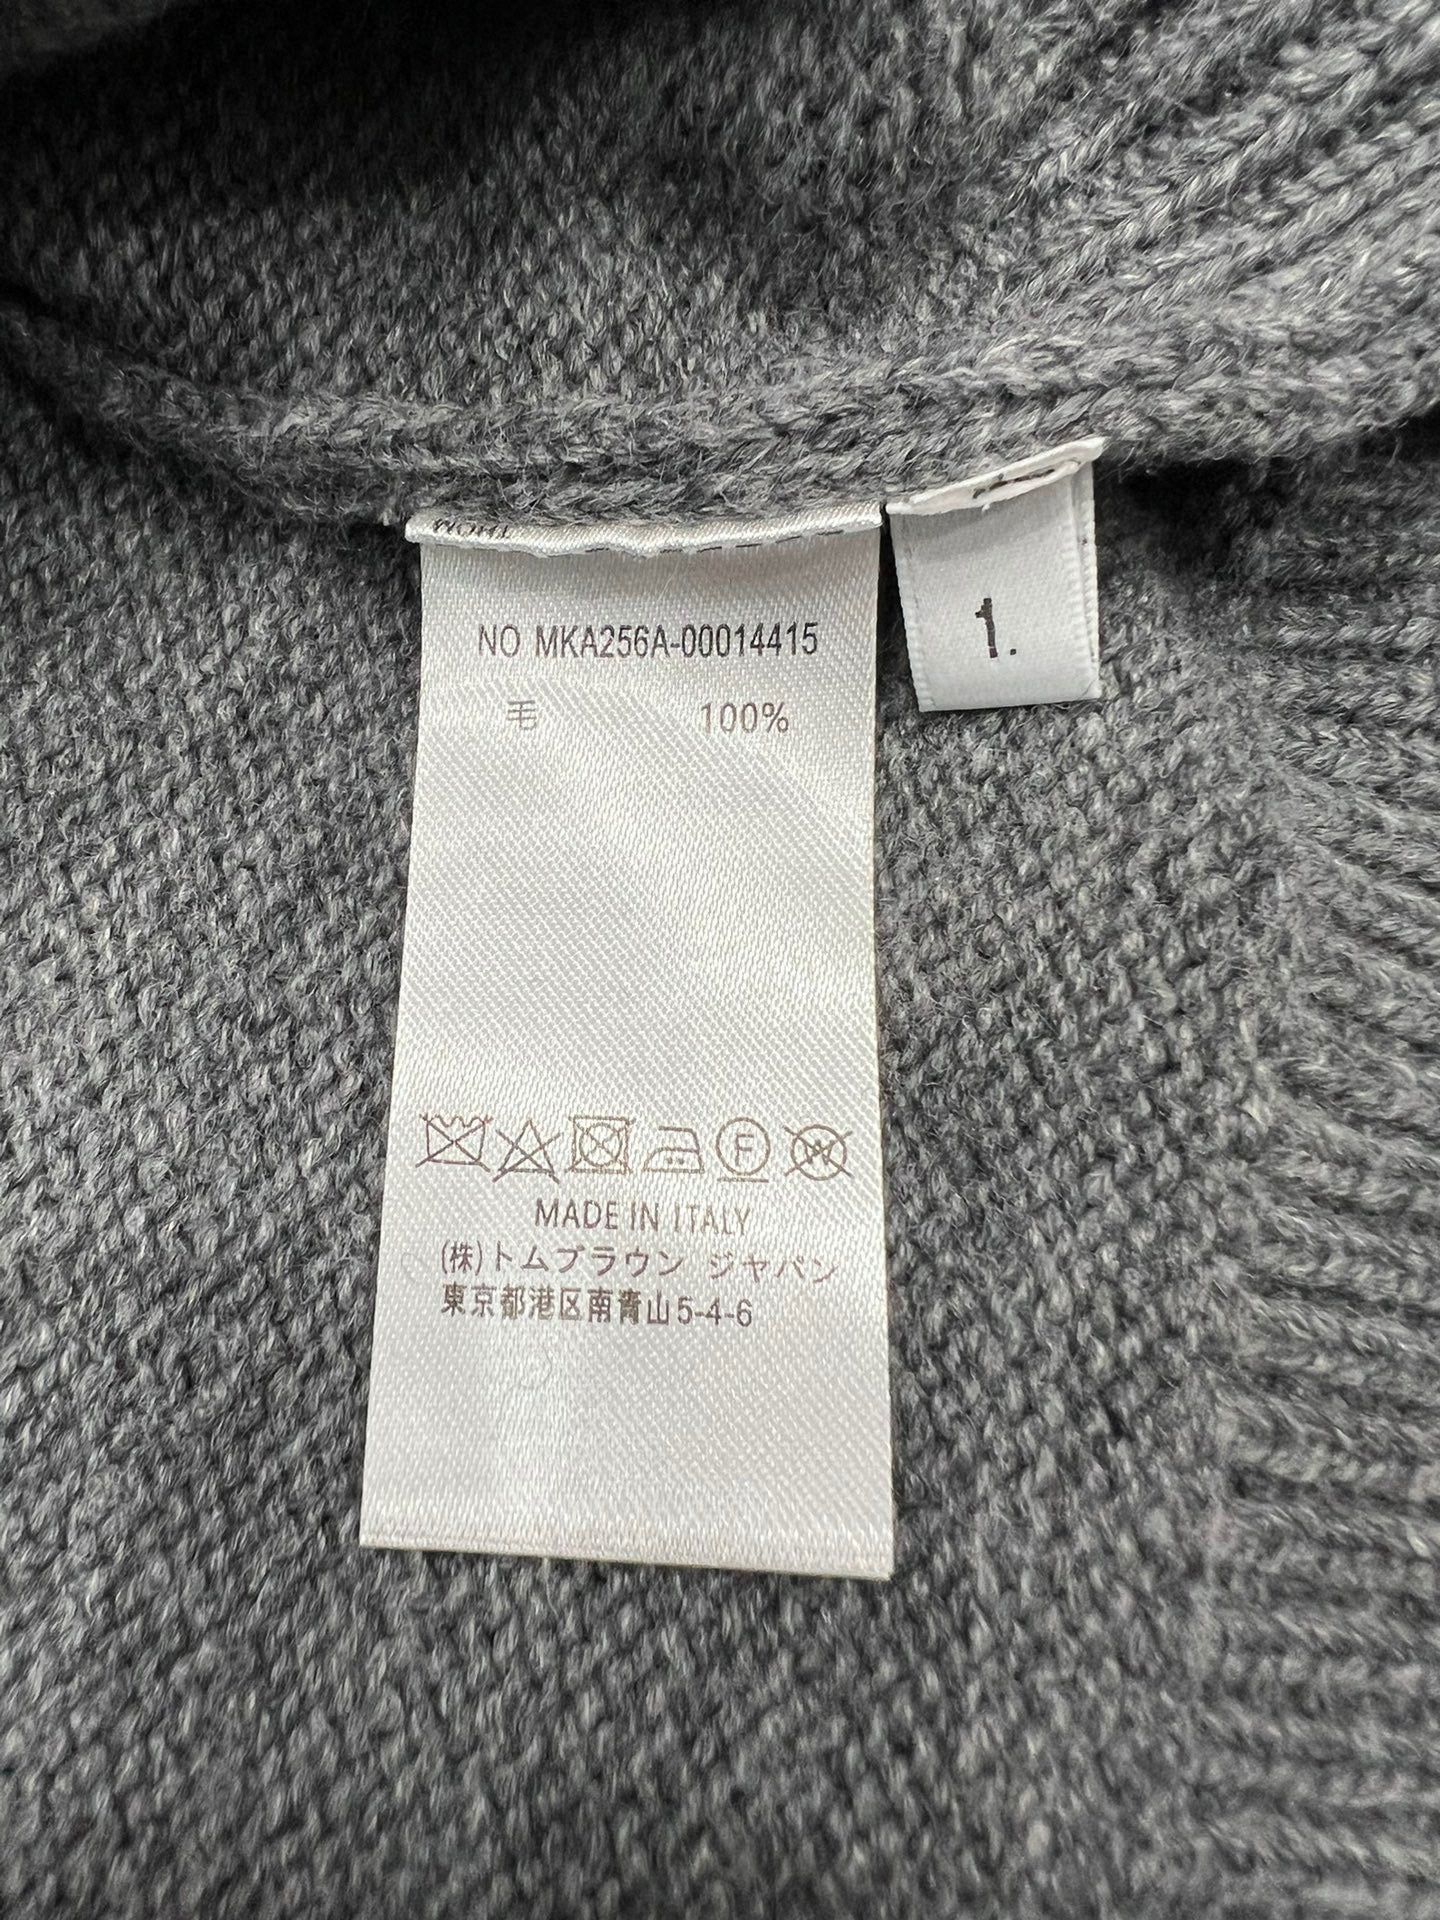 THOM
NO MKA256A-00014415
1.
毛 100%
F W
MADE IN ITALY
(株)トムブラウン ジャパン
東京都港区南青山5-4-6